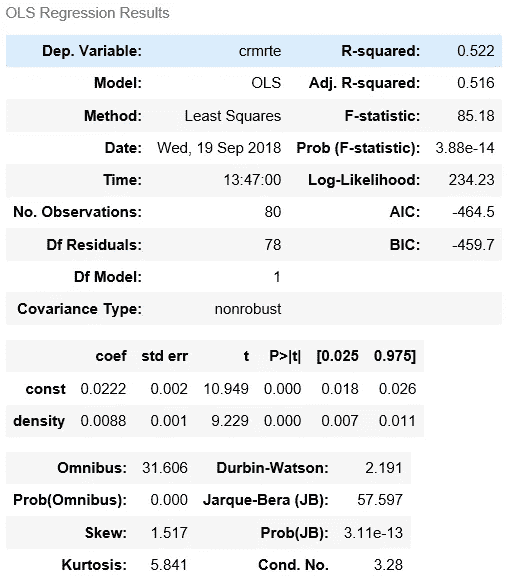 OLS Regression Results
Dep. Variable: crmrte R-squared: 0.522
Model: OLS Adj. R-squared: 0.516
Method: Least Squares F-statistic: 85.18
Date: Wed, 19 Sep 2018 Prob (F-statistic): 3.88e-14
Time: 13:47:00 Log-Likelihood: 234.23
No. Observations: 80 AIC: -464.5
Df Residuals: 78 BIC: -459.7
Df Model: 1
Covariance Type: nonrobust
coef std err t P>|t| [0.025 0.975]
const 0.0222 0.002 10.949 0.000 0.018 0.026
density 0.0088 0.001 9.229 0.000 0.007 0.011
Omnibus: 31.606 Durbin-Watson: 2.191
Prob(Omnibus): 0.000 Jarque-Bera (JB): 57.597
Skew: 1.517 Prob(JB): 3.11e-13
Kurtosis: 5.841 Cond. No. 3.28